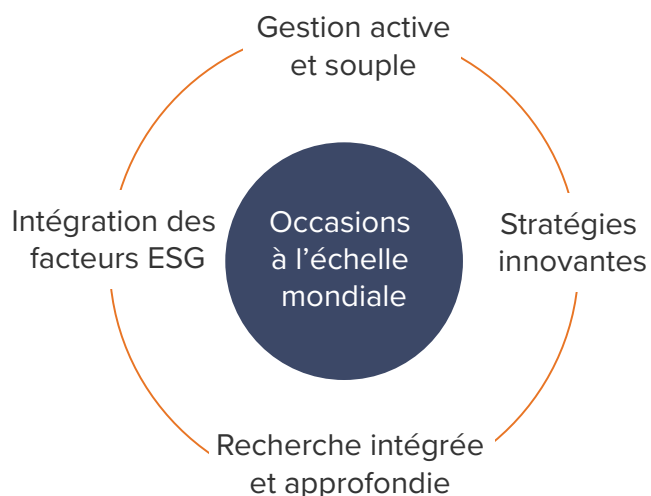 Gestion active
et souple
Intégration des
facteurs ESG
Occasions
à l'échelle
mondiale
Stratégies
innovantes
Recherche intégrée
et approfondie